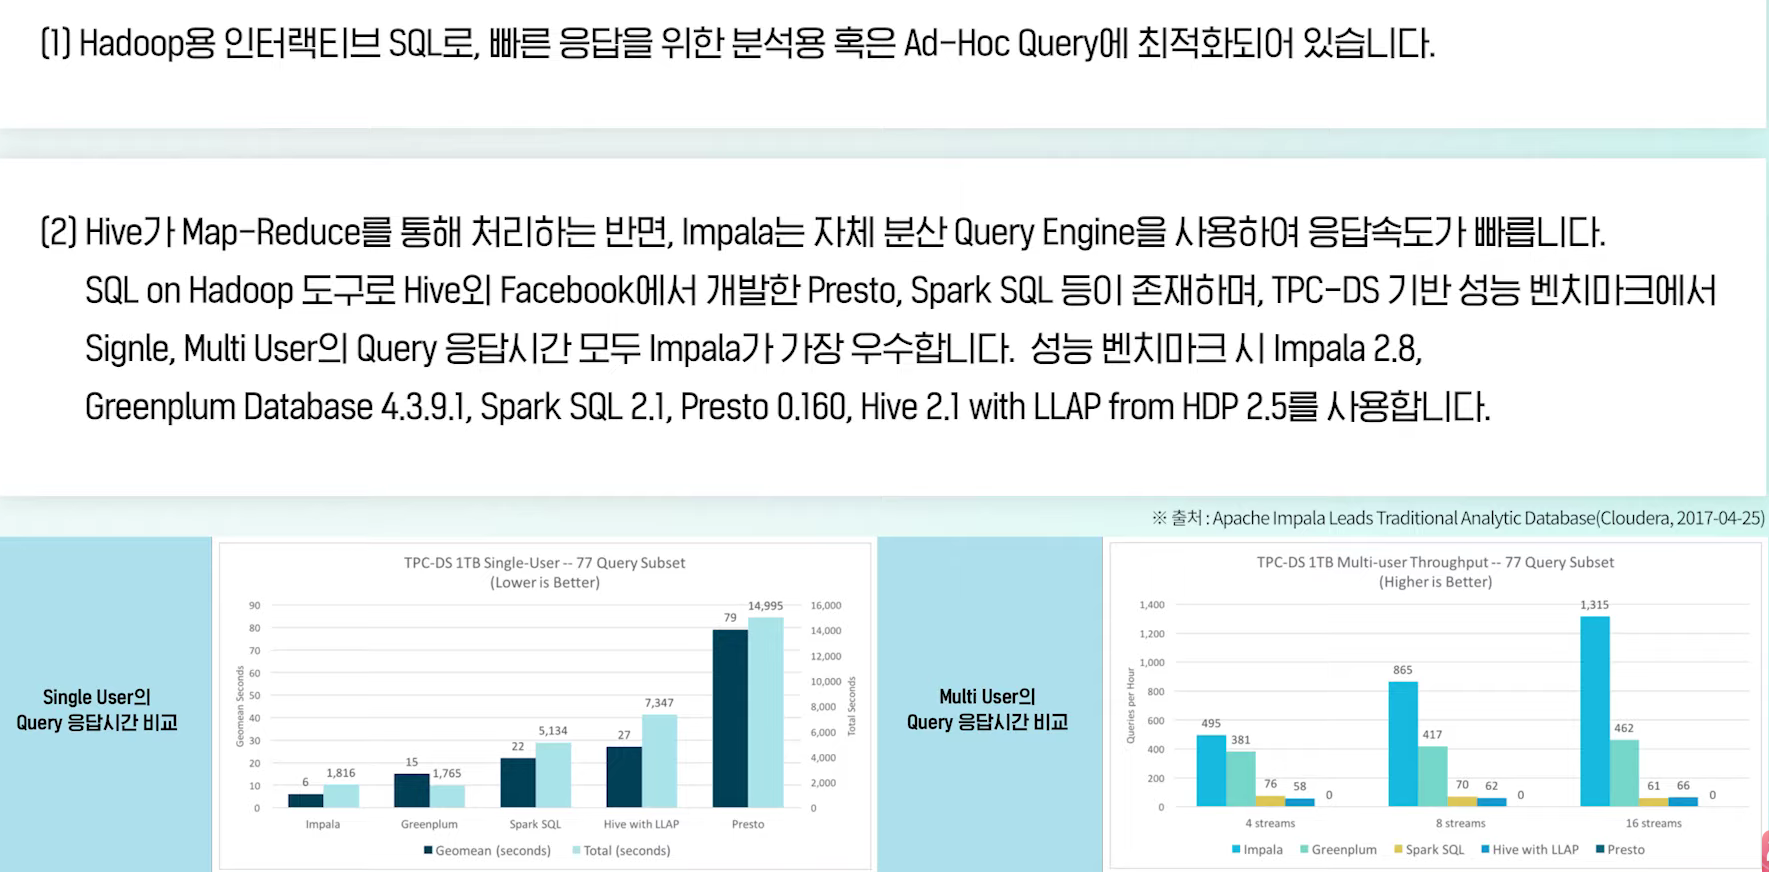 (1) Hadoop용 인터랙티브 SQL로, 빠른 응답을 위한 분석용 혹은 Ad-Hoc Query에 최적화되어 있습니다.
(2) Hive가 Map-Reduce를 통해 처리하는 반면, Impala는 자체 분산 Query Engine을 사용하여 응답속도가 빠릅니다.
SQL on Hadoop 도구로 Hive외 Facebook에서 개발한 Presto, Spark SQL 등이 존재하며, TPC-DS 기반 성능 벤치마크에서
Signle, Multi User의 Query 응답시간 모두 Impala가 가장 우수합니다. 성능 벤치마크 시 Impala 2.8,
Greenplum Database 4.3.9.1, Spark SQL 2.1, Presto 0.160, Hive 2.1 with LLAP from HDP 2.5를 사용합니다.
※ 출처 : Apache Impala Leads Traditional Analytic Database(Cloudera, 2017-04-25)
Single User의
Query 응답시간 비교
TPC-DS 1TB Single-User -- 77 Query Subset
(Lower is Better)
Geomean Seconds
90
80
70
60
50
40
30
20
10
0
6 1,816
15 1,765
22 5,134
27 7,347
79 14,995
16,000
14,000
12,000
10,000
8,000
6,000
4,000
2,000
0
Total Seconds
Impala Greenplum Spark SQL Hive with LLAP Presto
Geomean (seconds) Total (seconds)
Multi User의
Query 응답시간 비교
TPC-DS 1TB Multi-user Throughput -- 77 Query Subset
(Higher is Better)
Queries per Hour
1,400
1,200
1,000
800
600
400
200
0
495 381 76 58 0
865 417 70 62 0
1,315 462 61 66 0
4 streams 8 streams 16 streams
Impala Greenplum Spark SQL Hive with LLAP Presto